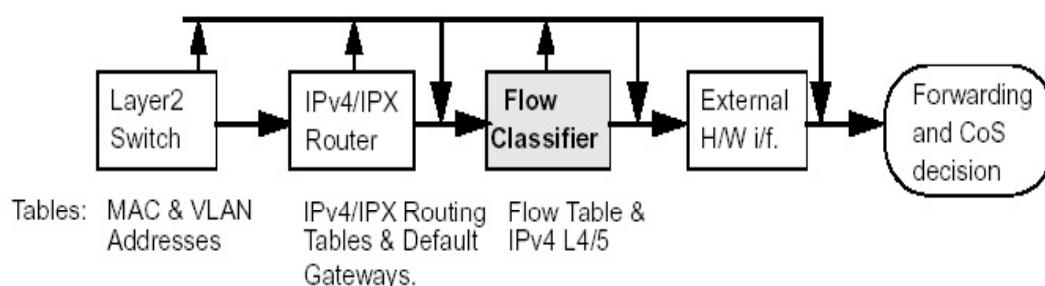 Layer2
Switch
IPv4/IPX
Router
Flow
Classifier
External
H/W i/f.
Forwarding
and CoS
decision
Tables:
MAC & VLAN
Addresses
IPv4/IPX Routing
Tables & Default
Gateways.
Flow Table &
IPv4 L4/5